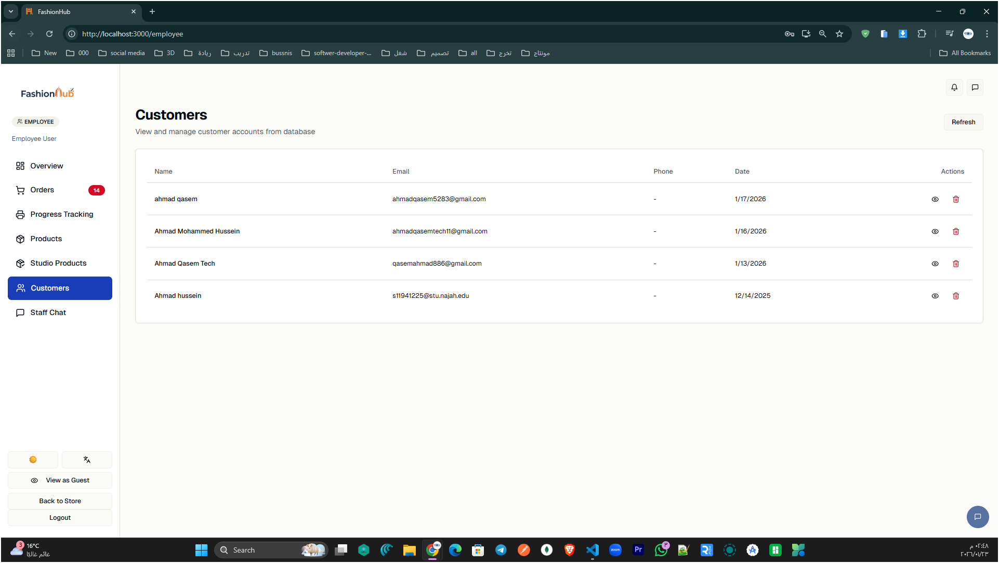 FashionHub
http://localhost:3000/employee
New
000
social media
3D
ريادة
تدريب
bussnis
softwer-developer-...
شغل
تصميم
all
تخرج
مونتاج
All Bookmarks
FashionHub
EMPLOYEE
Employee User
Overview
Orders 14
Progress Tracking
Products
Studio Products
Customers
Staff Chat
View as Guest
Back to Store
Logout
Customers
View and manage customer accounts from database
Refresh
Name Email Phone Date Actions
ahmad qasem ahmadqasem5283@gmail.com - 1/17/2026
Ahmad Mohammed Hussein ahmadqasemtech11@gmail.com - 1/16/2026
Ahmad Qasem Tech qasemahmad886@gmail.com - 1/13/2026
Ahmad hussein s11941225@stu.najah.edu - 12/14/2025
3
16°C
غائم غالبًا
Search
zoom
Pr
٣
٠٢:٤٨ م
٢٠٢٦/٠١/٢٣